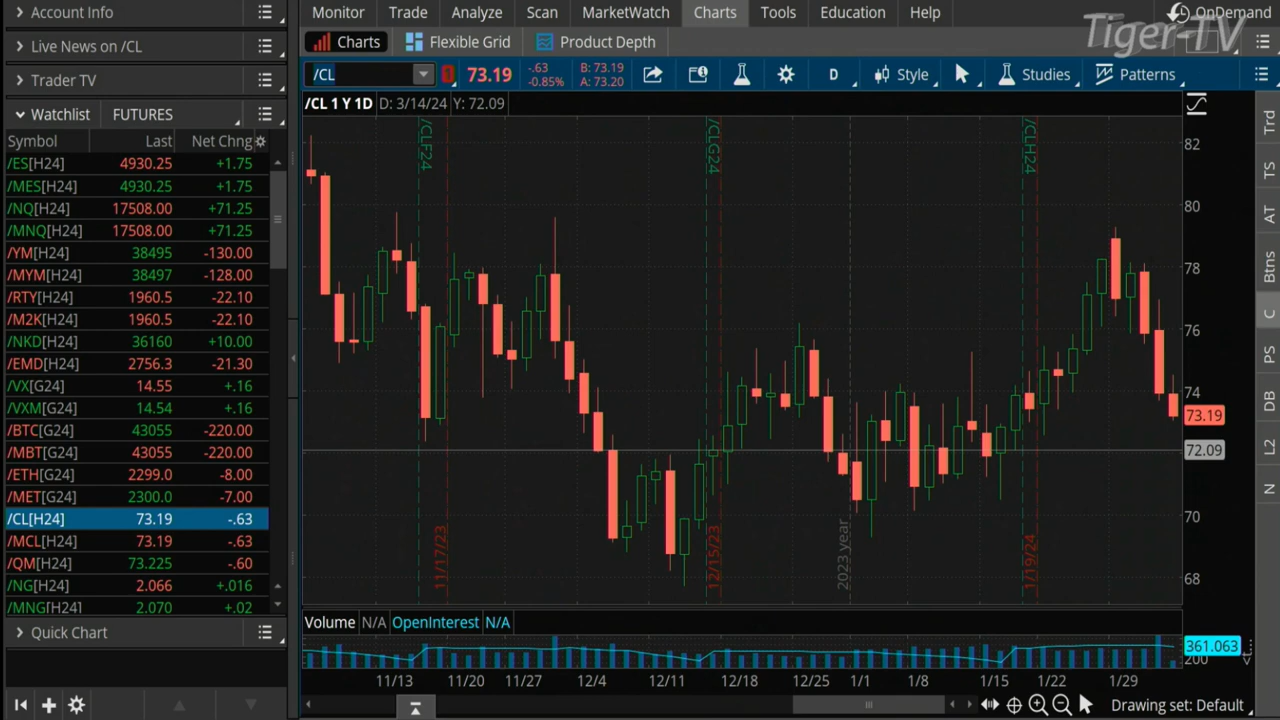 Account Info
Live News on /CL
Trader TV
Watchlist FUTURES
Symbol Last Net Chng
/ES[H24] 4930.25 +1.75
/MES[H24] 4930.25 +1.75
/NQ[H24] 17508.00 +71.25
/MNQ[H24] 17508.00 +71.25
/YM[H24] 38495 -130.00
/MYM[H24] 38497 -128.00
/RTY[H24] 1960.5 -22.10
/M2K[H24] 1960.5 -22.10
/NKD[H24] 36160 +10.00
/EMD[H24] 2756.3 -21.30
/VX[G24] 14.55 +.16
/VXM[G24] 14.54 +.16
/BTC[G24] 43055 -220.00
/MBT[G24] 43055 -220.00
/ETH[G24] 2299.0 -8.00
/MET[G24] 2300.0 -7.00
/CL[H24] 73.19 -.63
/MCL[H24] 73.19 -.63
/QM[H24] 73.225 -.60
/NG[H24] 2.066 +.016
/MNG[H24] 2.070 +.02
Quick Chart
Monitor Trade Analyze Scan MarketWatch Charts Tools Education Help OnDemand
Tiger-TV
Charts Flexible Grid Product Depth
/CL 73.19 -.63 -0.85% B: 73.19 A: 73.20 D Style Studies Patterns
/CL 1 Y 1D D: 3/14/24 Y: 72.09
/CLF24 /CLG24 /CLH24
82
80
78
76
74
73.19
72.09
70
68
11/17/23 12/15/23 2023 year 1/19/24
Trd
TS
AT
Btns
C
PS
DB
L2
N
Volume N/A OpenInterest N/A
361.063
200
11/13 11/20 11/27 12/4 12/11 12/18 12/25 1/1 1/8 1/15 1/22 1/29
Drawing set: Default